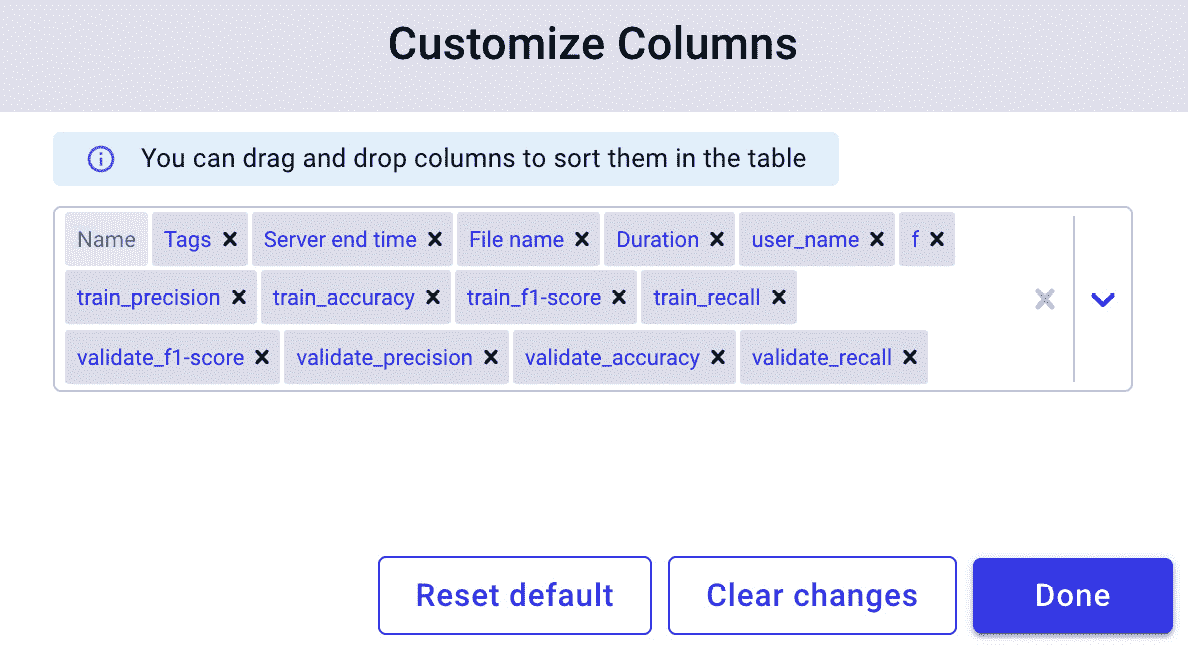 Customize Columns
You can drag and drop columns to sort them in the table
Name Tags Server end time File name Duration user_name f
train_precision train_accuracy train_f1-score train_recall
validate_f1-score validate_precision validate_accuracy validate_recall
Reset default Clear changes Done